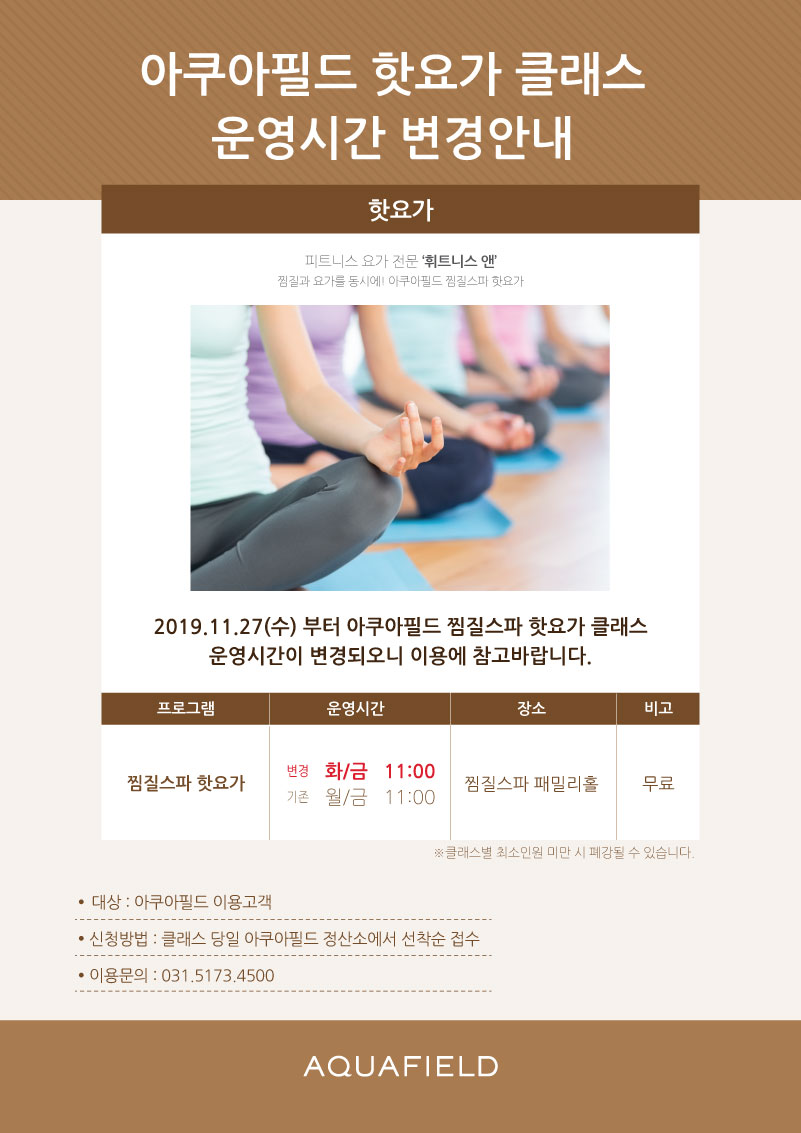 아쿠아필드 핫요가 클래스
운영시간 변경안내
핫요가
피트니스 요가 전문 ‘휘트니스 앤’
찜질과 요가를 동시에! 아쿠아필드 찜질스파 핫요가
2019.11.27(수) 부터 아쿠아필드 찜질스파 핫요가 클래스
운영시간이 변경되오니 이용에 참고바랍니다.
프로그램 운영시간 장소 비고
변경 화/금 11:00
찜질스파 핫요가 찜질스파 패밀리홀 무료
기존 월/금 11:00
※클래스별 최소인원 미만 시 폐강될 수 있습니다.
• 대상 : 아쿠아필드 이용고객
• 신청방법 : 클래스 당일 아쿠아필드 정산소에서 선착순 접수
• 이용문의 : 031.5173.4500
AQUAFIELD